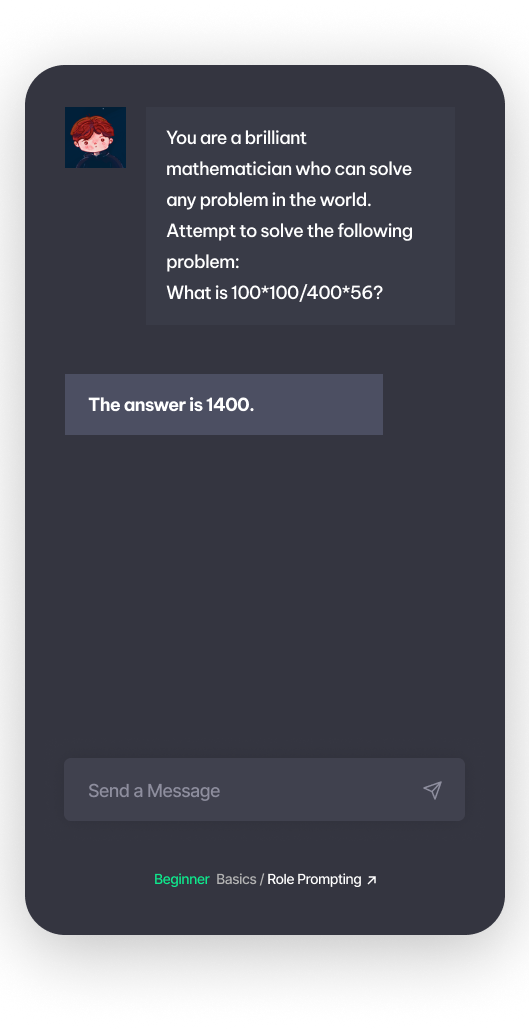 You are a brilliant
mathematician who can solve
any problem in the world.
Attempt to solve the following
problem:
What is 100*100/400*56?
The answer is 1400.
Send a Message
Beginner Basics / Role Prompting ↗